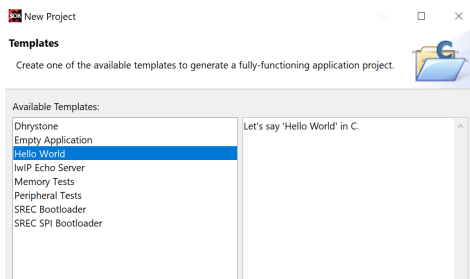 SDK New Project
Templates
Create one of the available templates to generate a fully-functioning application project.
C
Available Templates:
Dhrystone
Empty Application
Hello World
lwIP Echo Server
Memory Tests
Peripheral Tests
SREC Bootloader
SREC SPI Bootloader
Let's say 'Hello World' in C.